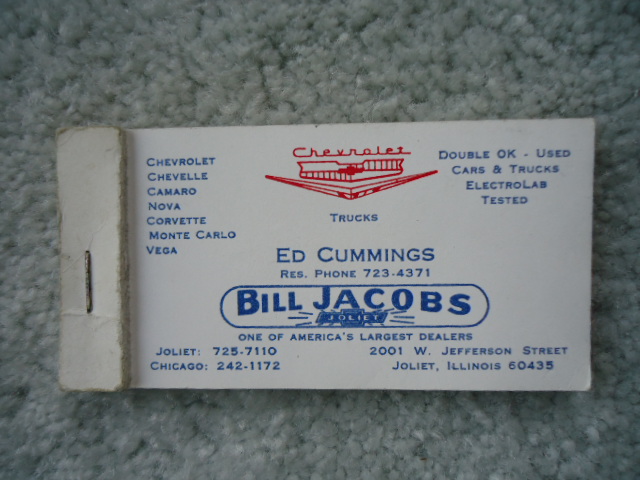 CHEVROLET
CHEVELLE
CAMARO
NOVA
CORVETTE
MONTE CARLO
VEGA
Chevrolet
TRUCKS
DOUBLE OK - USED
CARS & TRUCKS
ELECTROLAB
TESTED
ED CUMMINGS
RES. PHONE 723-4371
BILL JACOBS
JOLIET
ONE OF AMERICA'S LARGEST DEALERS
JOLIET: 725-7110
CHICAGO: 242-1172
2001 W. JEFFERSON STREET
JOLIET, ILLINOIS 60435